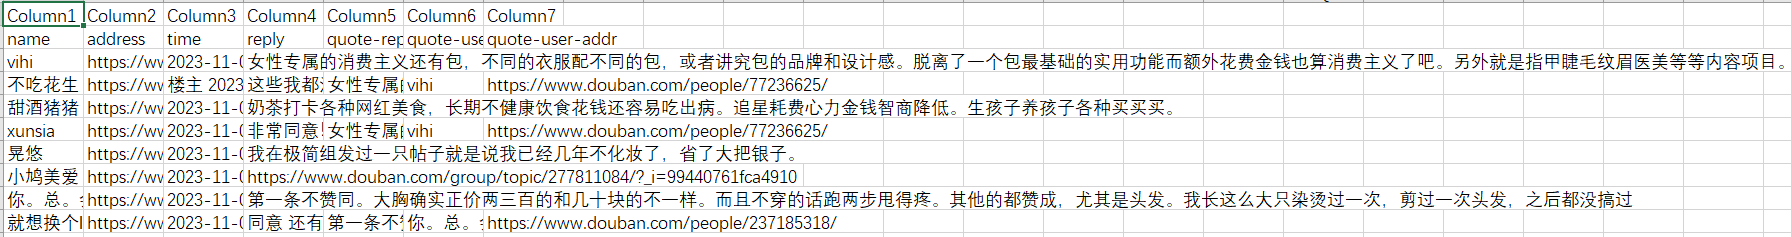 Column1 Column2 Column3 Column4 Column5 Column6 Column7
name address time reply quote-rep quote-use quote-user-addr
vihi https://ww 2023-11-0 女性专属的消费主义还有包，不同的衣服配不同的包，或者讲究包的品牌和设计感。脱离了一个包最基础的实用功能而额外花费金钱也算消费主义了吧。另外就是指甲睫毛纹眉医美等等内容项目。
不吃花生 https://ww 楼主 2023 这些我都 女性专属 vihi https://www.douban.com/people/77236625/
甜酒猪猪 https://ww 2023-11-0 奶茶打卡各种网红美食，长期不健康饮食花钱还容易吃出病。追星耗费心力金钱智商降低。生孩子养孩子各种买买买。
xunsia https://ww 2023-11-0 非常同意! 女性专属 vihi https://www.douban.com/people/77236625/
晃悠 https://ww 2023-11-0 我在极简组发过一只帖子就是说我已经几年不化妆了，省了大把银子。
小鸠美爱 https://ww 2023-11-0 https://www.douban.com/group/topic/277811084/?_i=99440761fca4910
你。总。 https://ww 2023-11-0 第一条不赞同。大胸确实正价两三百的和几十块的不一样。而且不穿的话跑两步甩得疼。其他的都赞成，尤其是头发。我长这么大只染烫过一次，剪过一次头发，之后都没搞过
就想换个 https://ww 2023-11-0 同意 还有 第一条不 你。总。 https://www.douban.com/people/237185318/